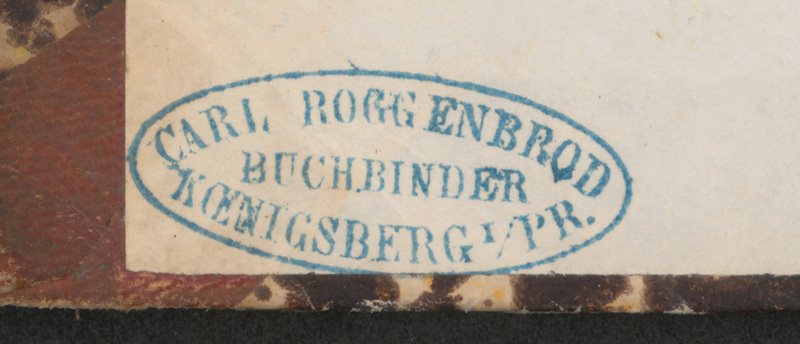 CARL ROGGENBROD
BUCHBINDER
KŒNIGSBERG I/PR.